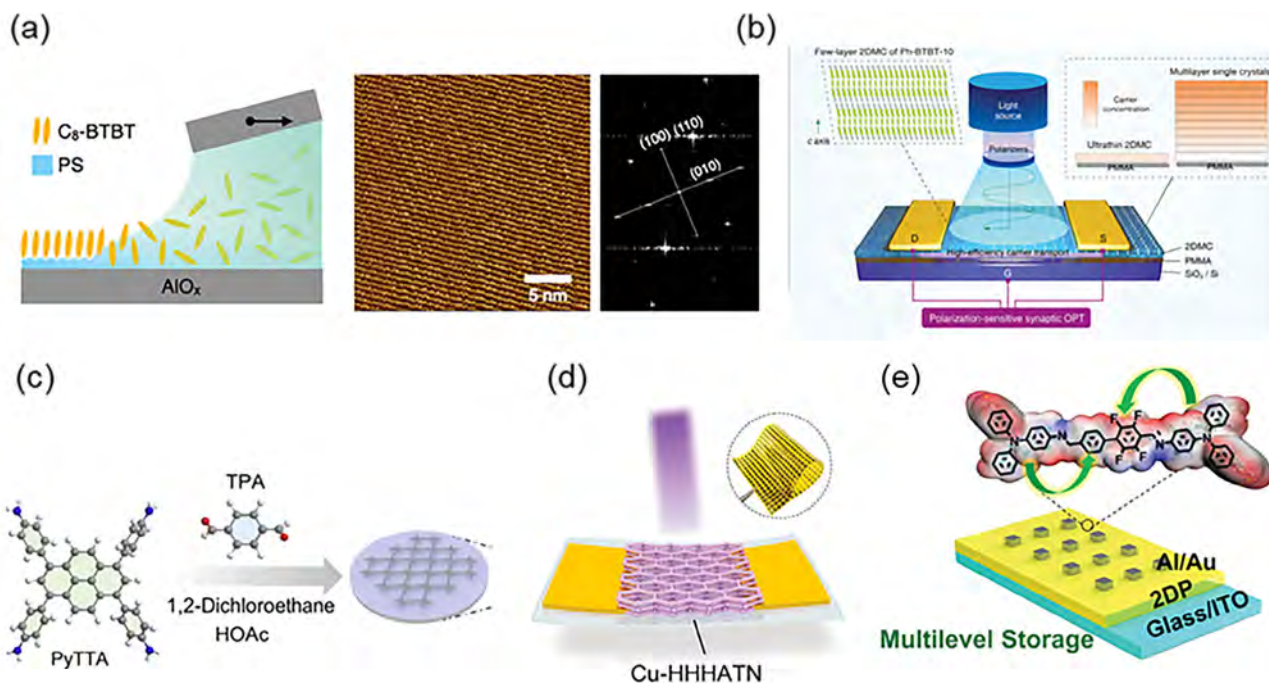 (a)
C₈-BTBT
PS
AlOₓ
5 nm
(100) (110)
(010)
(b)
Few-layer 2DMC of Ph-BTBT-10
c axis
Light
source
Polarizers
Carrier
concentration
Ultrathin 2DMC
PMMA
Multilayer single crystals
PMMA
D
S
High-efficiency carrier transport
G
2DMC
PMMA
SiO₂ / Si
Polarization-sensitive synaptic OPT
(c)
PyTTA
TPA
1,2-Dichloroethane
HOAc
(d)
Cu-HHHATN
(e)
F
F
N
N
N
N
F
F
Al/Au
2DP
Glass/ITO
Multilevel Storage